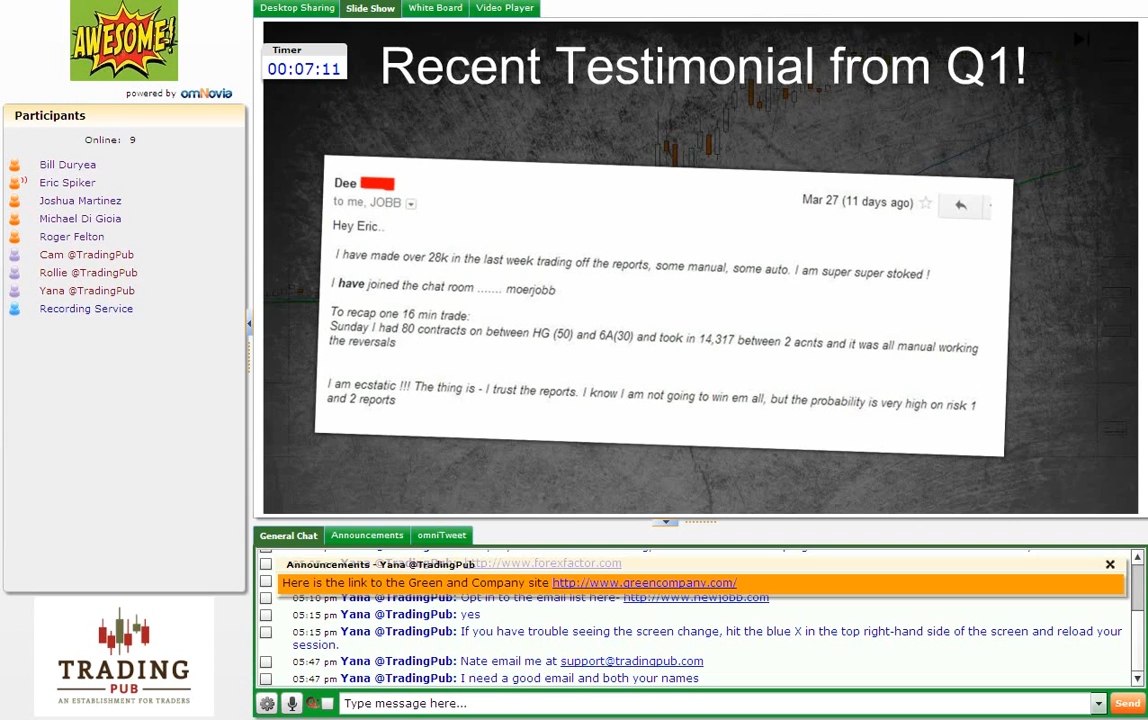 Desktop Sharing Slide Show White Board Video Player
AWESOME!
powered by omNovia
Participants
Online: 9
Bill Duryea
Eric Spiker
Joshua Martinez
Michael Di Gioia
Roger Felton
Cam @TradingPub
Rollie @TradingPub
Yana @TradingPub
Recording Service
TRADING
PUB
AN ESTABLISHMENT FOR TRADERS
Timer
00:07:11
Recent Testimonial from Q1!
Dee
to me, JOBB
Mar 27 (11 days ago)
Hey Eric..
I have made over 28k in the last week trading off the reports, some manual, some auto. I am super super stoked !
I have joined the chat room ....... moerjobb
To recap one 16 min trade:
Sunday I had 80 contracts on between HG (50) and 6A(30) and took in 14,317 between 2 acnts and it was all manual working
the reversals
I am ecstatic !!! The thing is - I trust the reports. I know I am not going to win em all, but the probability is very high on risk 1
and 2 reports
General Chat Announcements omniTweet
http://www.forexfactor.com
Announcements - Yana @TradingPub
Here is the link to the Green and Company site http://www.greencompany.com/
05:10 pm Yana @TradingPub: Opt in to the email list here- http://www.newjobb.com
05:15 pm Yana @TradingPub: yes
05:15 pm Yana @TradingPub: If you have trouble seeing the screen change, hit the blue X in the top right-hand side of the screen and reload your
session.
05:47 pm Yana @TradingPub: Nate email me at support@tradingpub.com
05:47 pm Yana @TradingPub: I need a good email and both your names
Type message here...
Send